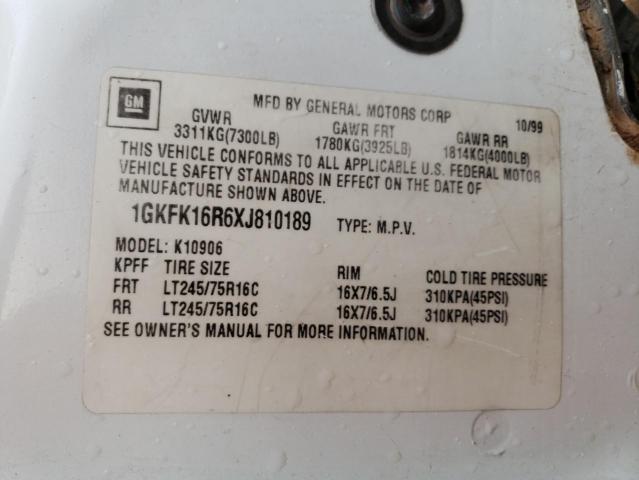 GM
MFD BY GENERAL MOTORS CORP 10/99
GVWR GAWR FRT GAWR RR
3311KG(7300LB) 1780KG(3925LB) 1814KG(4000LB)
THIS VEHICLE CONFORMS TO ALL APPLICABLE U.S. FEDERAL MOTOR
VEHICLE SAFETY STANDARDS IN EFFECT ON THE DATE OF
MANUFACTURE SHOWN ABOVE.
1GKFK16R6XJ810189 TYPE: M.P.V.
MODEL: K10906
KPFF TIRE SIZE RIM COLD TIRE PRESSURE
FRT LT245/75R16C 16X7/6.5J 310KPA(45PSI)
RR LT245/75R16C 16X7/6.5J 310KPA(45PSI)
SEE OWNER'S MANUAL FOR MORE INFORMATION.